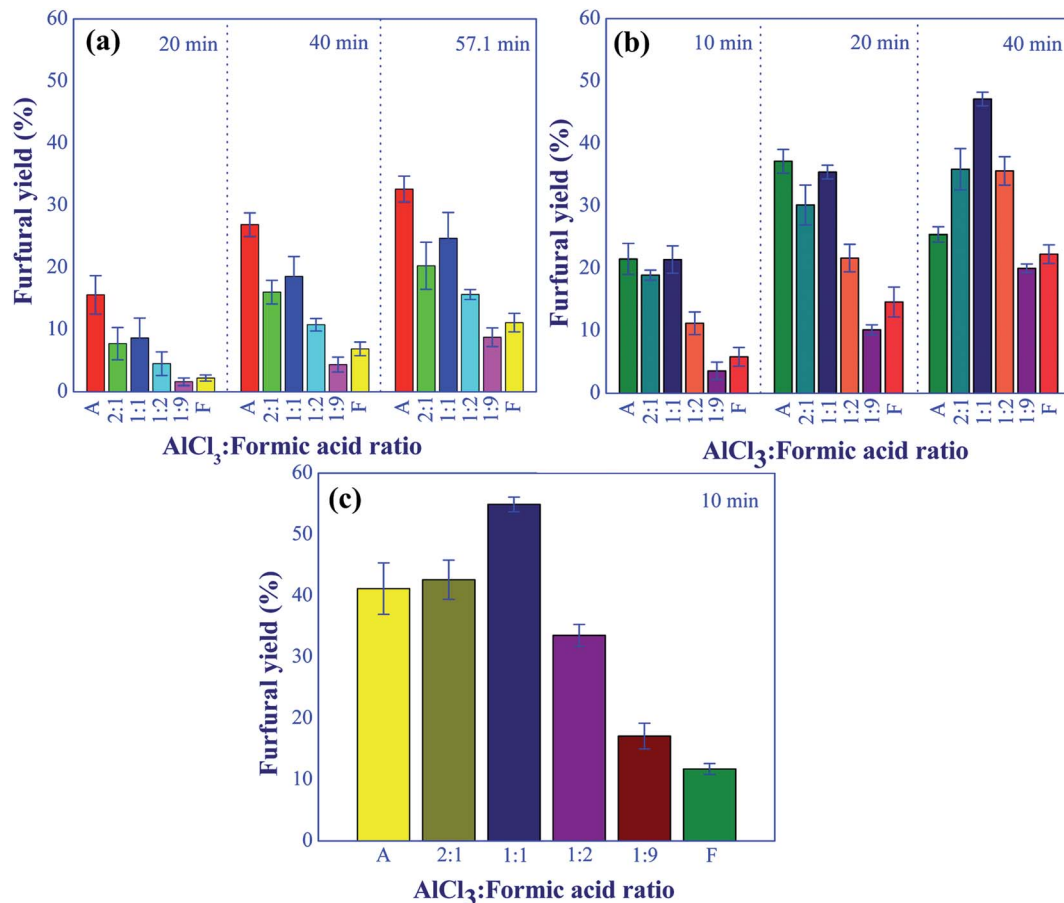 (a)
20 min
40 min
57.1 min
60
50
40
30
20
10
0
Furfural yield (%)
A 2:1 1:1 1:2 1:9 F A 2:1 1:1 1:2 1:9 F A 2:1 1:1 1:2 1:9 F
AlCl3:Formic acid ratio
(b)
10 min
20 min
40 min
60
50
40
30
20
10
0
Furfural yield (%)
A 2:1 1:1 1:2 1:9 F A 2:1 1:1 1:2 1:9 F A 2:1 1:1 1:2 1:9 F
AlCl3:Formic acid ratio
(c)
10 min
60
50
40
30
20
10
0
Furfural yield (%)
A 2:1 1:1 1:2 1:9 F
AlCl3:Formic acid ratio